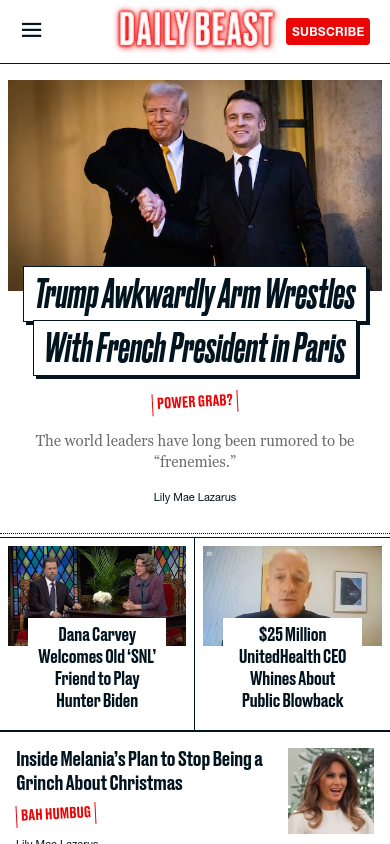 DAILY BEAST
SUBSCRIBE
Trump Awkwardly Arm Wrestles
With French President in Paris
POWER GRAB?
The world leaders have long been rumored to be
“frenemies.”
Lily Mae Lazarus
Dana Carvey
Welcomes Old ‘SNL’
Friend to Play
Hunter Biden
$25 Million
UnitedHealth CEO
Whines About
Public Blowback
Inside Melania’s Plan to Stop Being a
Grinch About Christmas
BAH HUMBUG
Lily Mae Lazarus